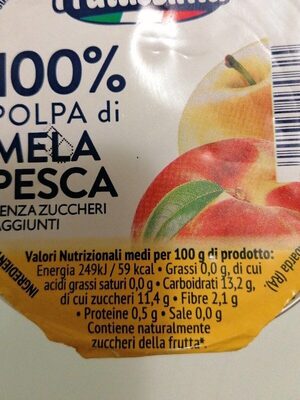 100%
POLPA di
MELA
PESCA
SENZA ZUCCHERI
AGGIUNTI
Valori Nutrizionali medi per 100 g di prodotto:
Energia 249kJ / 59 kcal • Grassi 0,0 g, di cui
acidi grassi saturi 0,0 g • Carboidrati 13,2 g,
di cui zuccheri 11,4 g • Fibre 2,1 g
• Proteine 0,5 g • Sale 0,0 g
Contiene naturalmente
zuccheri della frutta*.